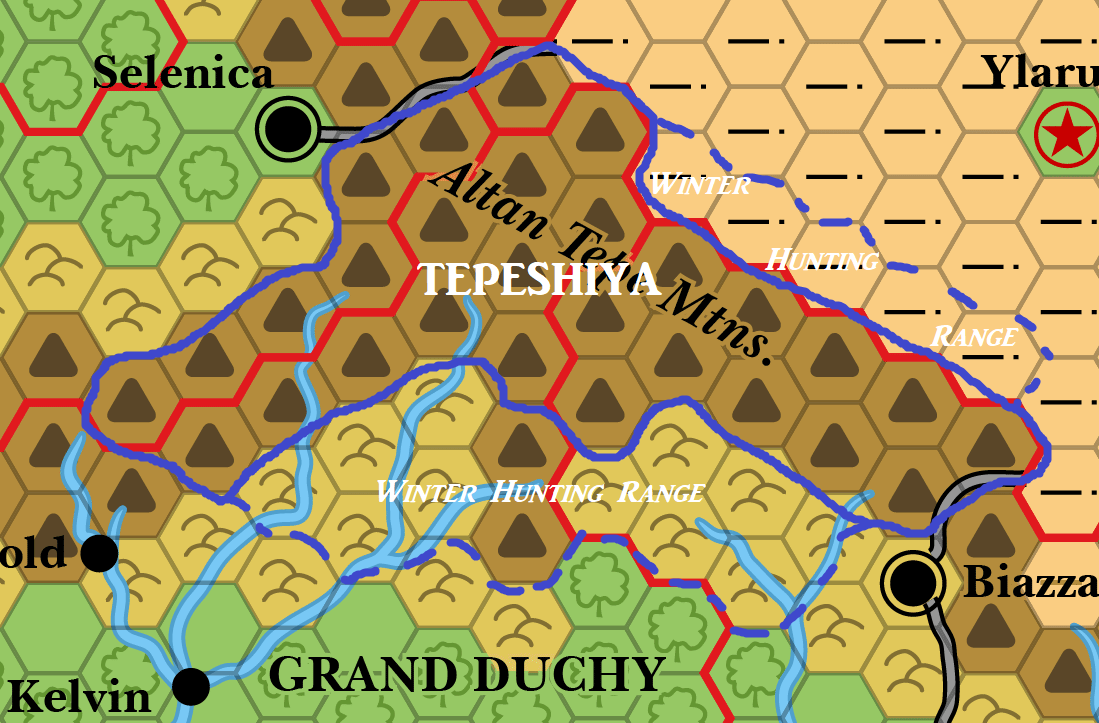 Selenica
Ylaru
Winter
Altan Tepe Mtns.
Hunting
TEPESHIYA
Range
Winter Hunting Range
old
Biazza
GRAND DUCHY
Kelvin